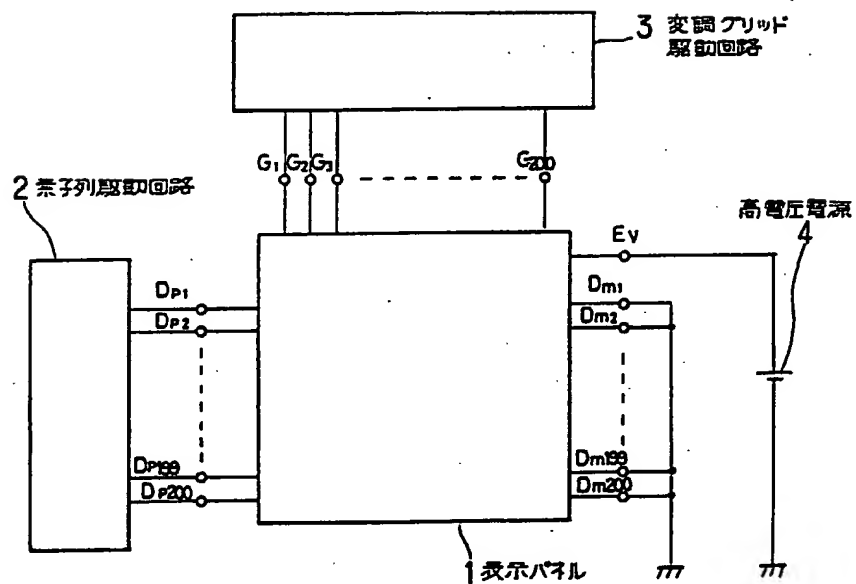 3 変調グリッド
駆動回路
G1 G2 G3 G200
2 素子列駆動回路
高電圧電源
4
Ev
DP1
Dm1
DP2
Dm2
DP199
Dm199
DP200
Dm200
1 表示パネル